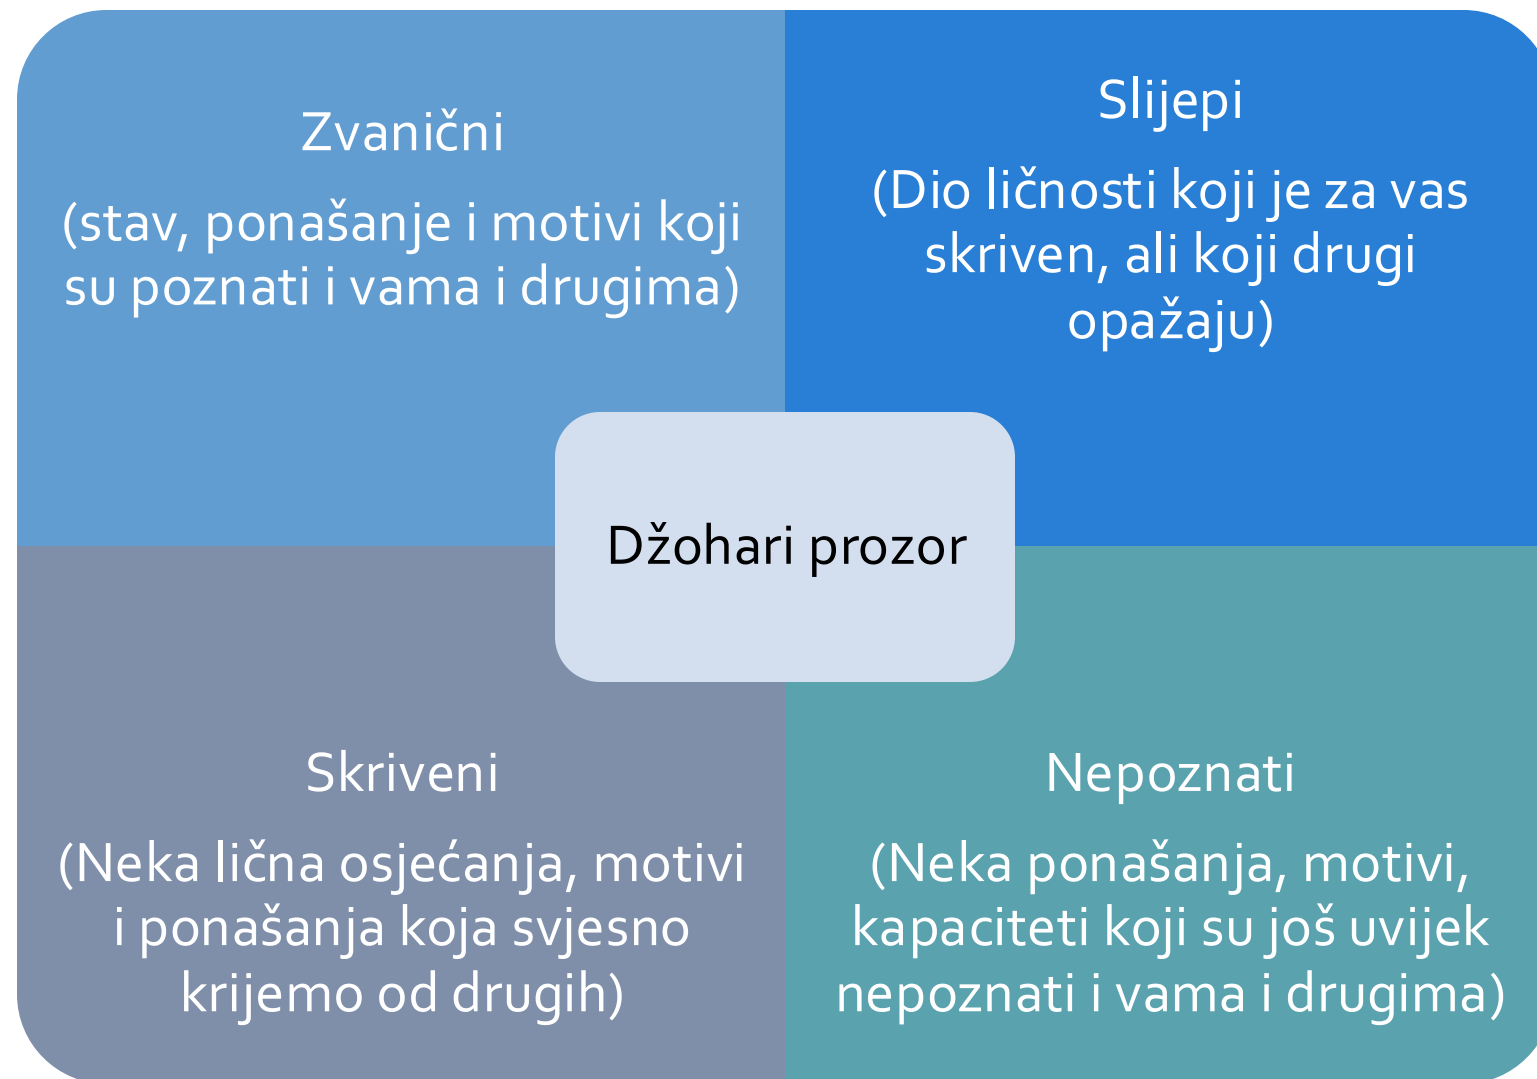 Zvanični
(stav, ponašanje i motivi koji
su poznati i vama i drugima)
Slijepi
(Dio ličnosti koji je za vas
skriven, ali koji drugi
opažaju)
Džohari prozor
Skriveni
(Neka lična osjećanja, motivi
i ponašanja koja svjesno
krijemo od drugih)
Nepoznati
(Neka ponašanja, motivi,
kapaciteti koji su još uvijek
nepoznati i vama i drugima)